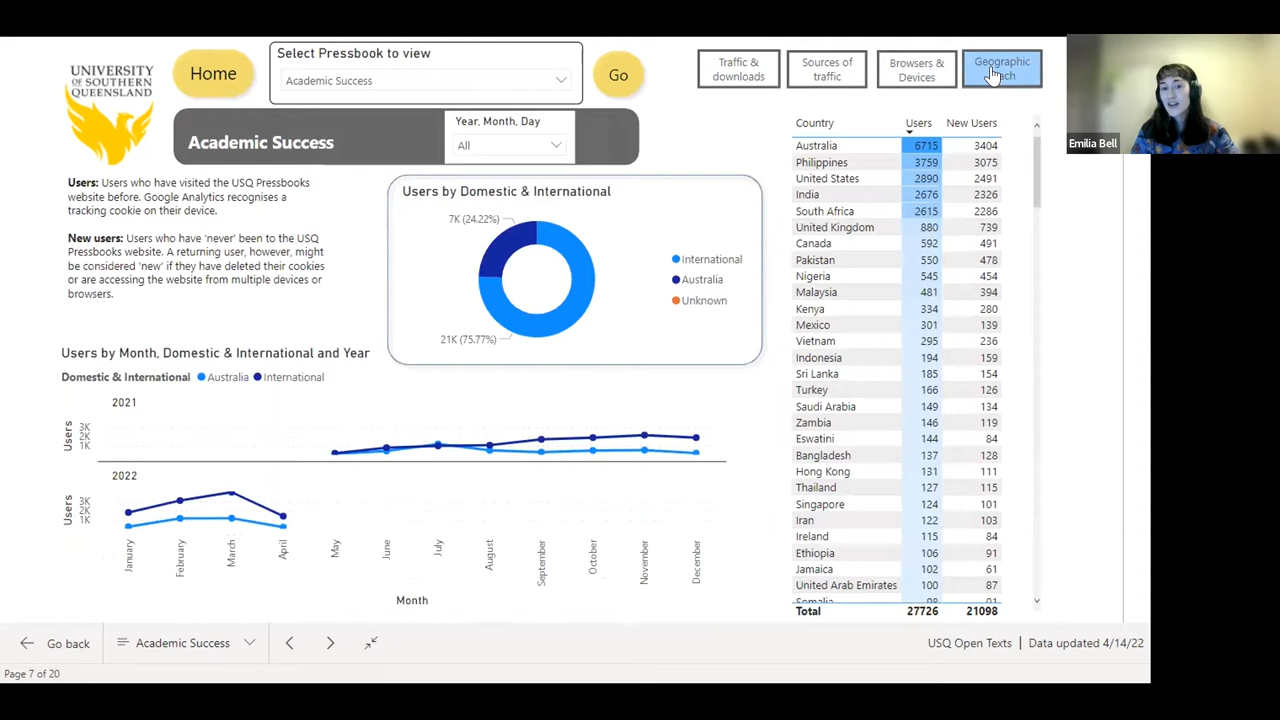 UNIVERSITY
OF SOUTHERN
QUEENSLAND
Home
Select Pressbook to view
Academic Success
Go
Traffic &
downloads
Sources of
traffic
Browsers &
Devices
Geographic
Academic Success
Year, Month, Day
All
Emilia Bell
Users: Users who have visited the USQ Pressbooks
website before. Google Analytics recognises a
tracking cookie on their device.
New users: Users who have 'never' been to the USQ
Pressbooks website. A returning user, however, might
be considered 'new' if they have deleted their cookies
or are accessing the website from multiple devices or
browsers.
Users by Domestic & International
7K (24.22%)
21K (75.77%)
International
Australia
Unknown
Users by Month, Domestic & International and Year
Domestic & International Australia International
2021
Users
3K
2K
1K
2022
Users
3K
2K
1K
January
February
March
April
May
June
July
August
September
October
November
December
Month
Country Users New Users
Australia 6715 3404
Philippines 3759 3075
United States 2890 2491
India 2676 2326
South Africa 2615 2286
United Kingdom 880 739
Canada 592 491
Pakistan 550 478
Nigeria 545 454
Malaysia 481 394
Kenya 334 280
Mexico 301 139
Vietnam 295 236
Indonesia 194 159
Sri Lanka 185 154
Turkey 166 126
Saudi Arabia 149 134
Zambia 146 119
Eswatini 144 84
Bangladesh 137 128
Hong Kong 131 111
Thailand 127 115
Singapore 124 101
Iran 122 103
Ireland 115 84
Ethiopia 106 91
Jamaica 102 61
United Arab Emirates 100 87
Total 27726 21098
Go back
Academic Success
USQ Open Texts | Data updated 4/14/22
Page 7 of 20